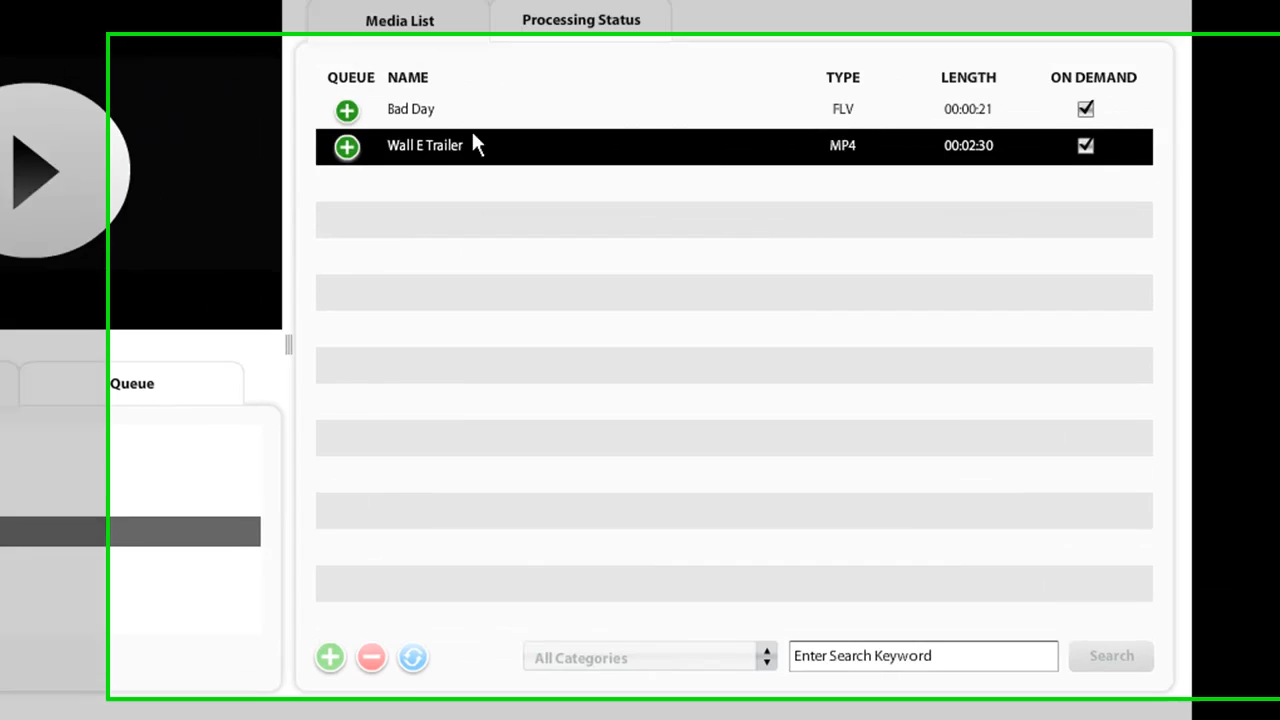 Media List Processing Status
QUEUE NAME TYPE LENGTH ON DEMAND
Bad Day FLV 00:00:21
Wall E Trailer MP4 00:02:30
Queue
All Categories Enter Search Keyword Search